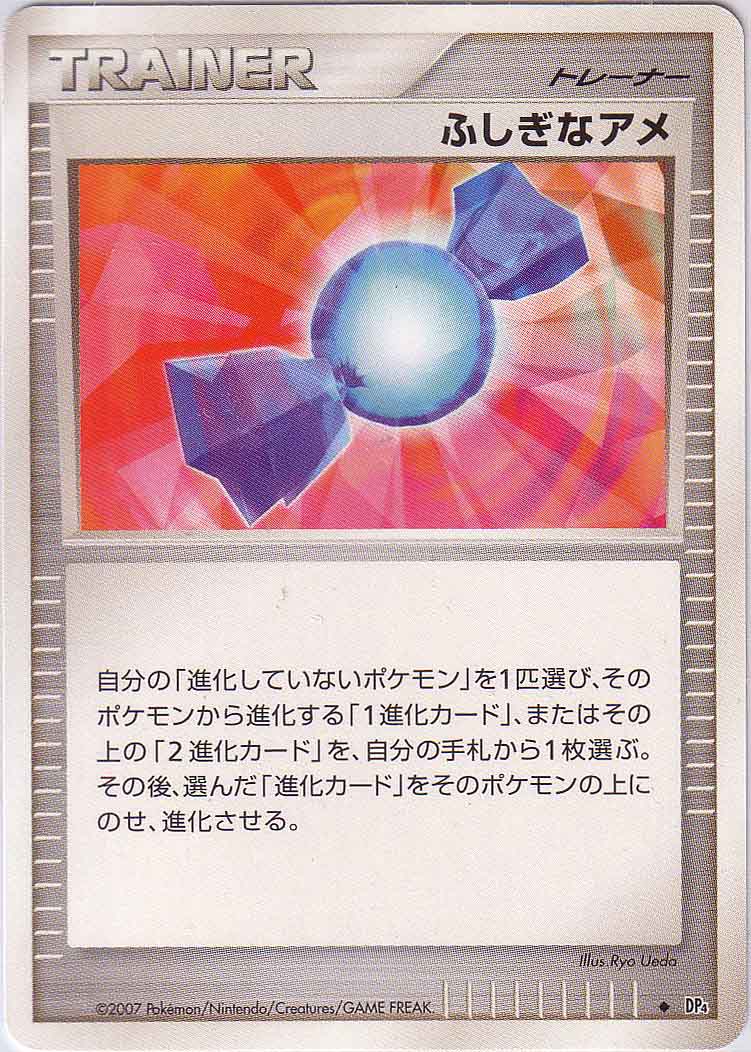 TRAINER
トレーナー
ふしぎなアメ
自分の「進化していないポケモン」を1匹選び、その
ポケモンから進化する「1進化カード」、またはその
上の「2進化カード」を、自分の手札から1枚選ぶ。
その後、選んだ「進化カード」をそのポケモンの上に
のせ、進化させる。
Illus.Ryo Ueda
©2007 Pokémon/Nintendo/Creatures/GAME FREAK.
◆ DP4